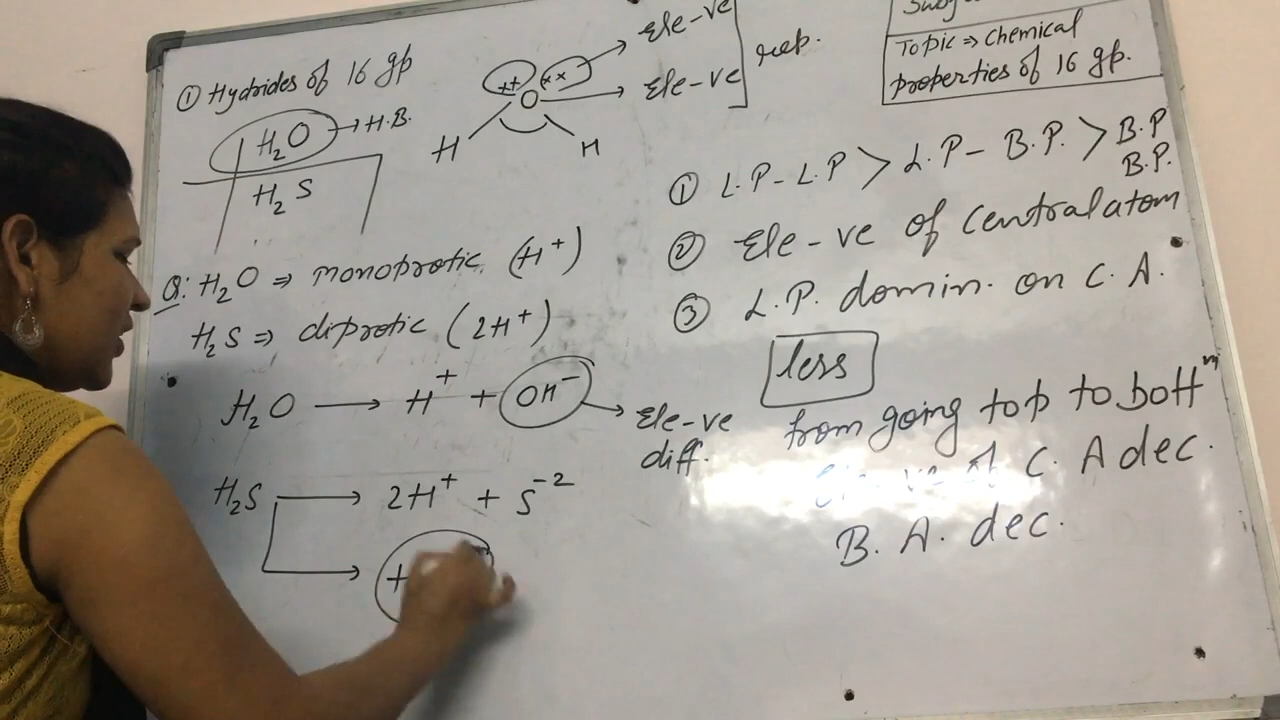 ① Hydrides of 16 gp
H₂O → H.B.
H₂S
++ ×× O
H H
Ele-ve
Ele-ve
rep.
Topic ⇒ Chemical
properties of 16 gp.
Q: H₂O ⇒ monoprotic (H⁺)
H₂S ⇒ diprotic (2H⁺)
H₂O → H⁺ + OH⁻ → Ele-ve
diff.
H₂S → 2H⁺ + S⁻²
→
① L.P-L.P > L.P-B.P. > B.P
B.P.
② Ele-ve of central atom
③ L.P. domin. on C.A.
less
from going top to bottᵐ
Ele-ve of C. A dec.
B. A. dec.